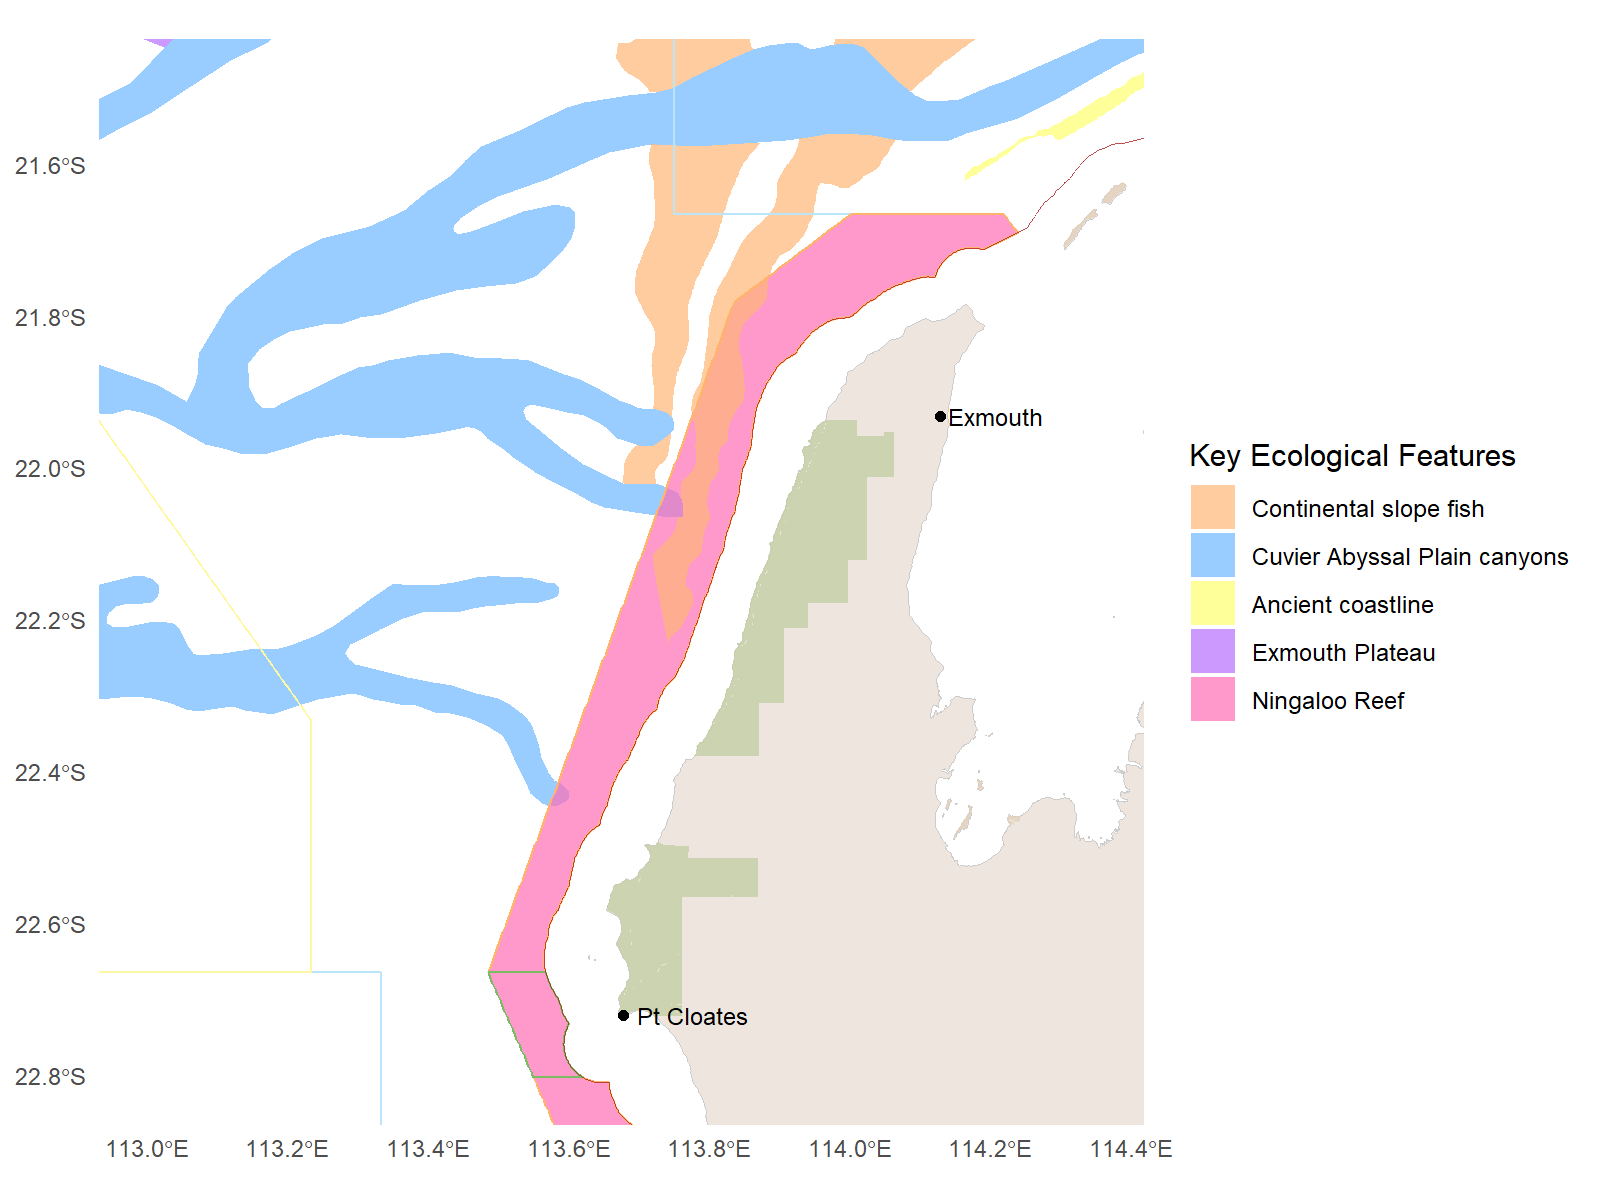 21.6°S
21.8°S
22.0°S
22.2°S
22.4°S
22.6°S
22.8°S
113.0°E
113.2°E
113.4°E
113.6°E
113.8°E
114.0°E
114.2°E
114.4°E
Exmouth
Pt Cloates
Key Ecological Features
Continental slope fish
Cuvier Abyssal Plain canyons
Ancient coastline
Exmouth Plateau
Ningaloo Reef